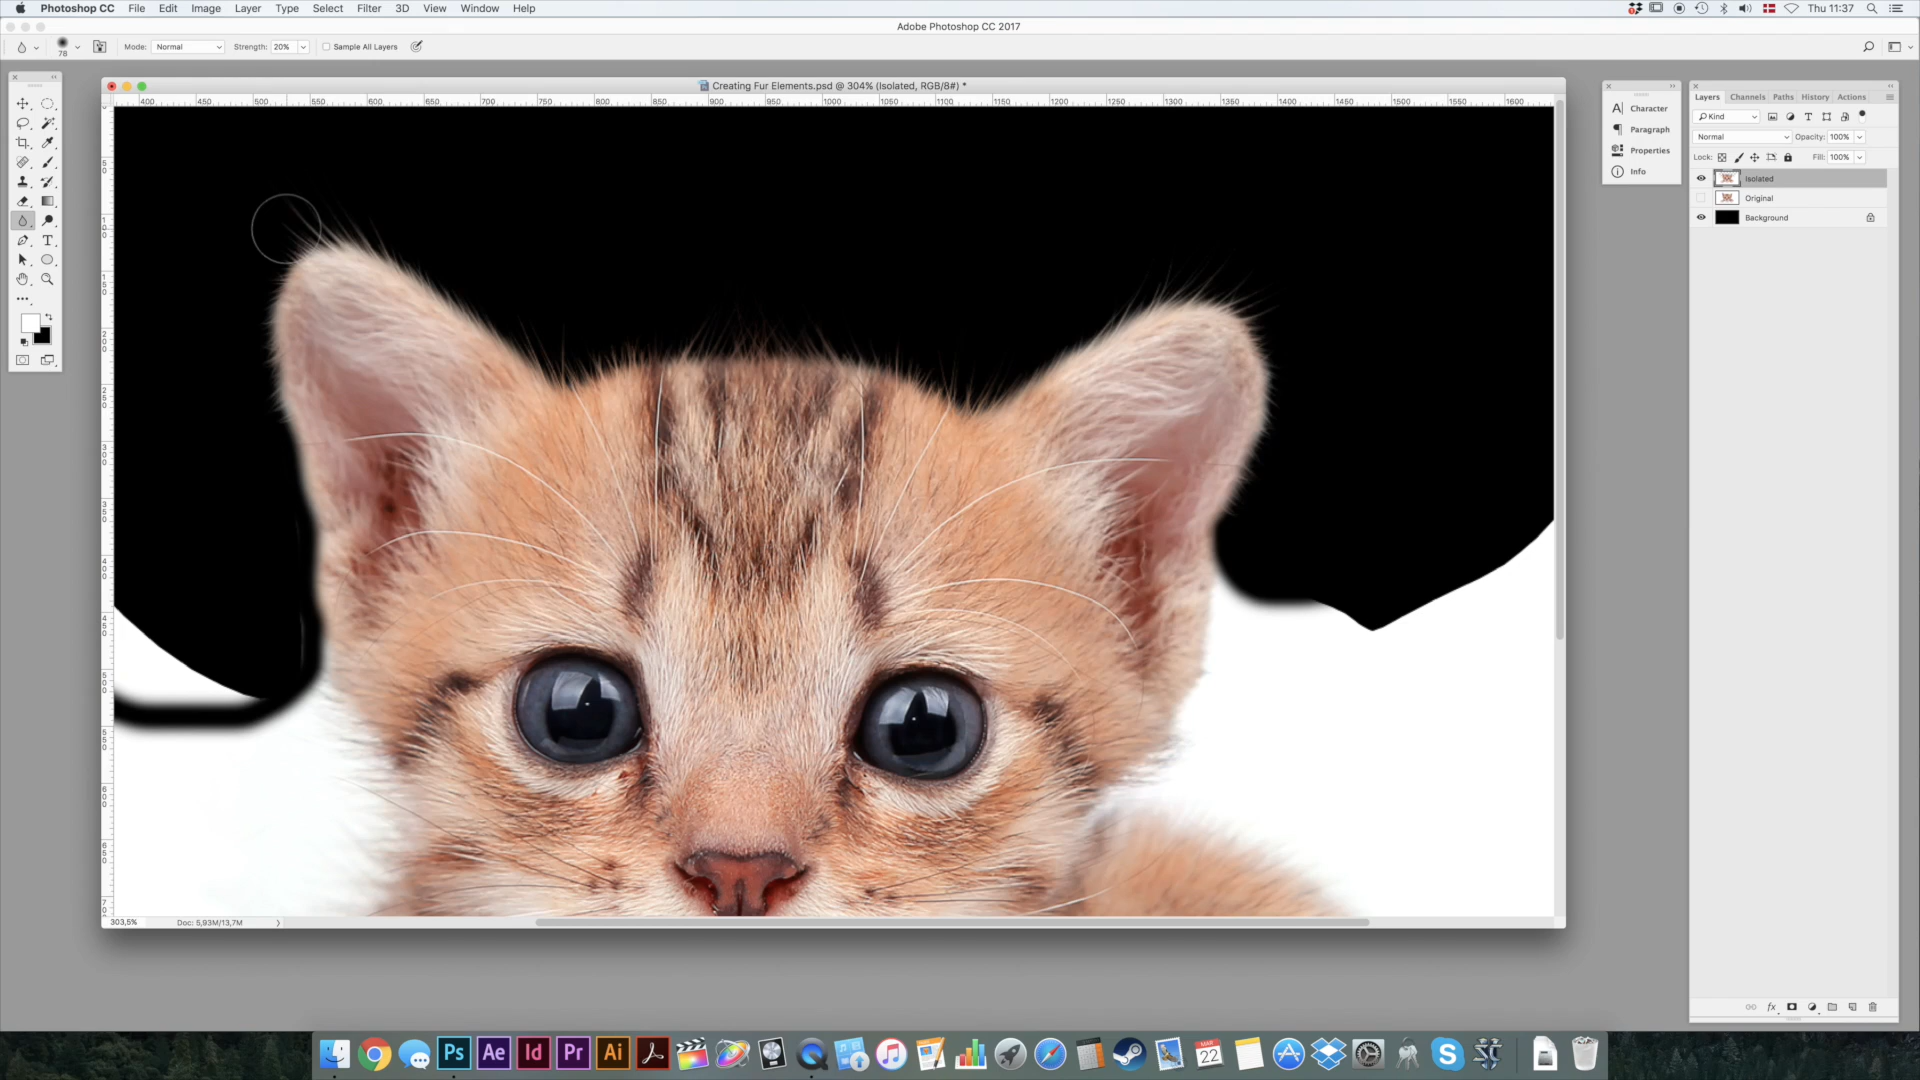 Photoshop CC File Edit Image Layer Type Select Filter 3D View Window Help Thu 11:37
Adobe Photoshop CC 2017
78 Mode: Normal Strength: 20% Sample All Layers
Creating Fur Elements.psd @ 304% (Isolated, RGB/8#) *
400 450 500 550 600 650 700 750 800 850 900 950 1000 1050 1100 1150 1200 1250 1300 1350 1400 1450 1500 1550 1600
Character
Paragraph
Properties
Info
Layers Channels Paths History Actions
Kind
Normal Opacity: 100%
Lock: Fill: 100%
Isolated
Original
Background
303,5% Doc: 5,93M/13,7M
fx
Ps Ae Id Pr Ai
MAR
22